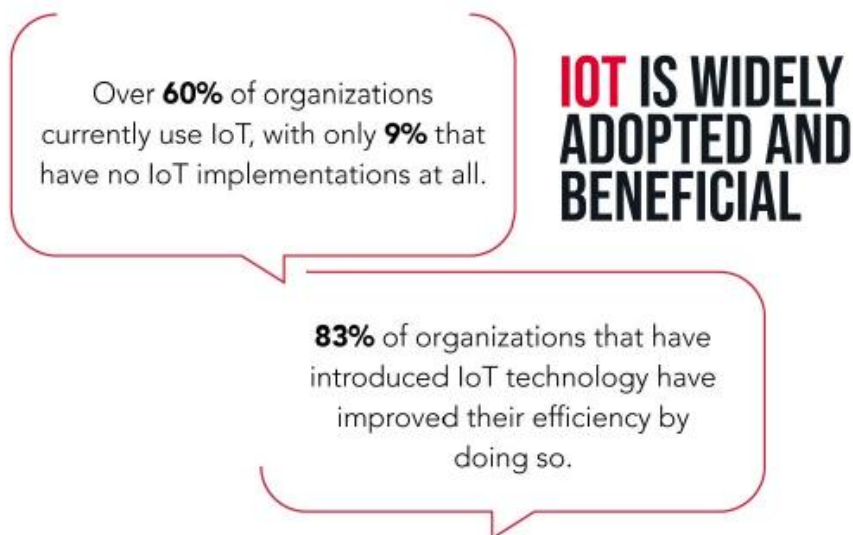 Over 60% of organizations
currently use IoT, with only 9% that
have no IoT implementations at all.
IOT IS WIDELY
ADOPTED AND
BENEFICIAL
83% of organizations that have
introduced IoT technology have
improved their efficiency by
doing so.